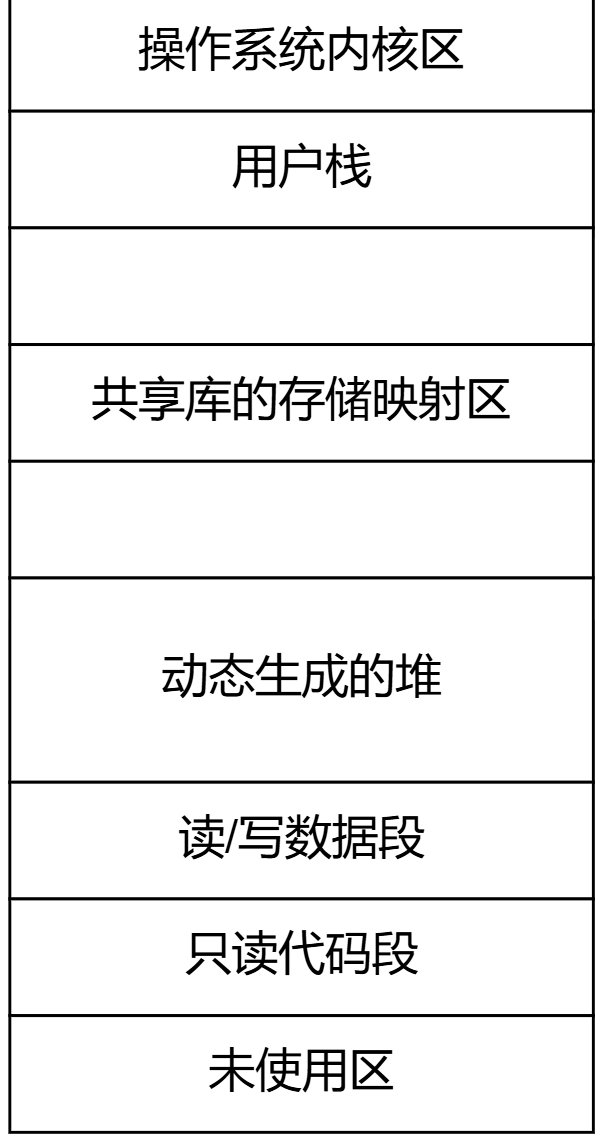 操作系统内核区
用户栈
共享库的存储映射区
动态生成的堆
读/写数据段
只读代码段
未使用区